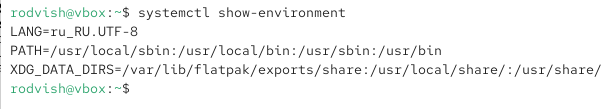 rodvish@vbox:~$ systemctl show-environment
LANG=ru_RU.UTF-8
PATH=/usr/local/sbin:/usr/local/bin:/usr/sbin:/usr/bin
XDG_DATA_DIRS=/var/lib/flatpak/exports/share:/usr/local/share/:/usr/share/
rodvish@vbox:~$